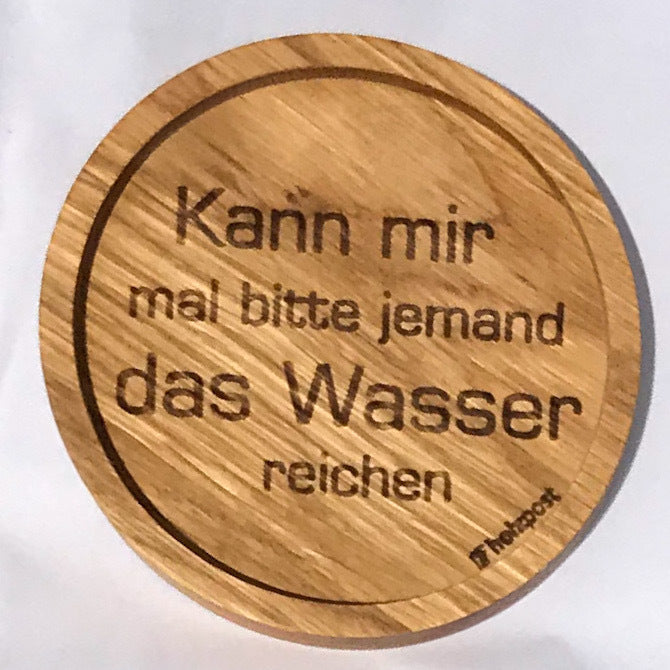 Kann mir
mal bitte jemand
das Wasser
reichen
holzpost